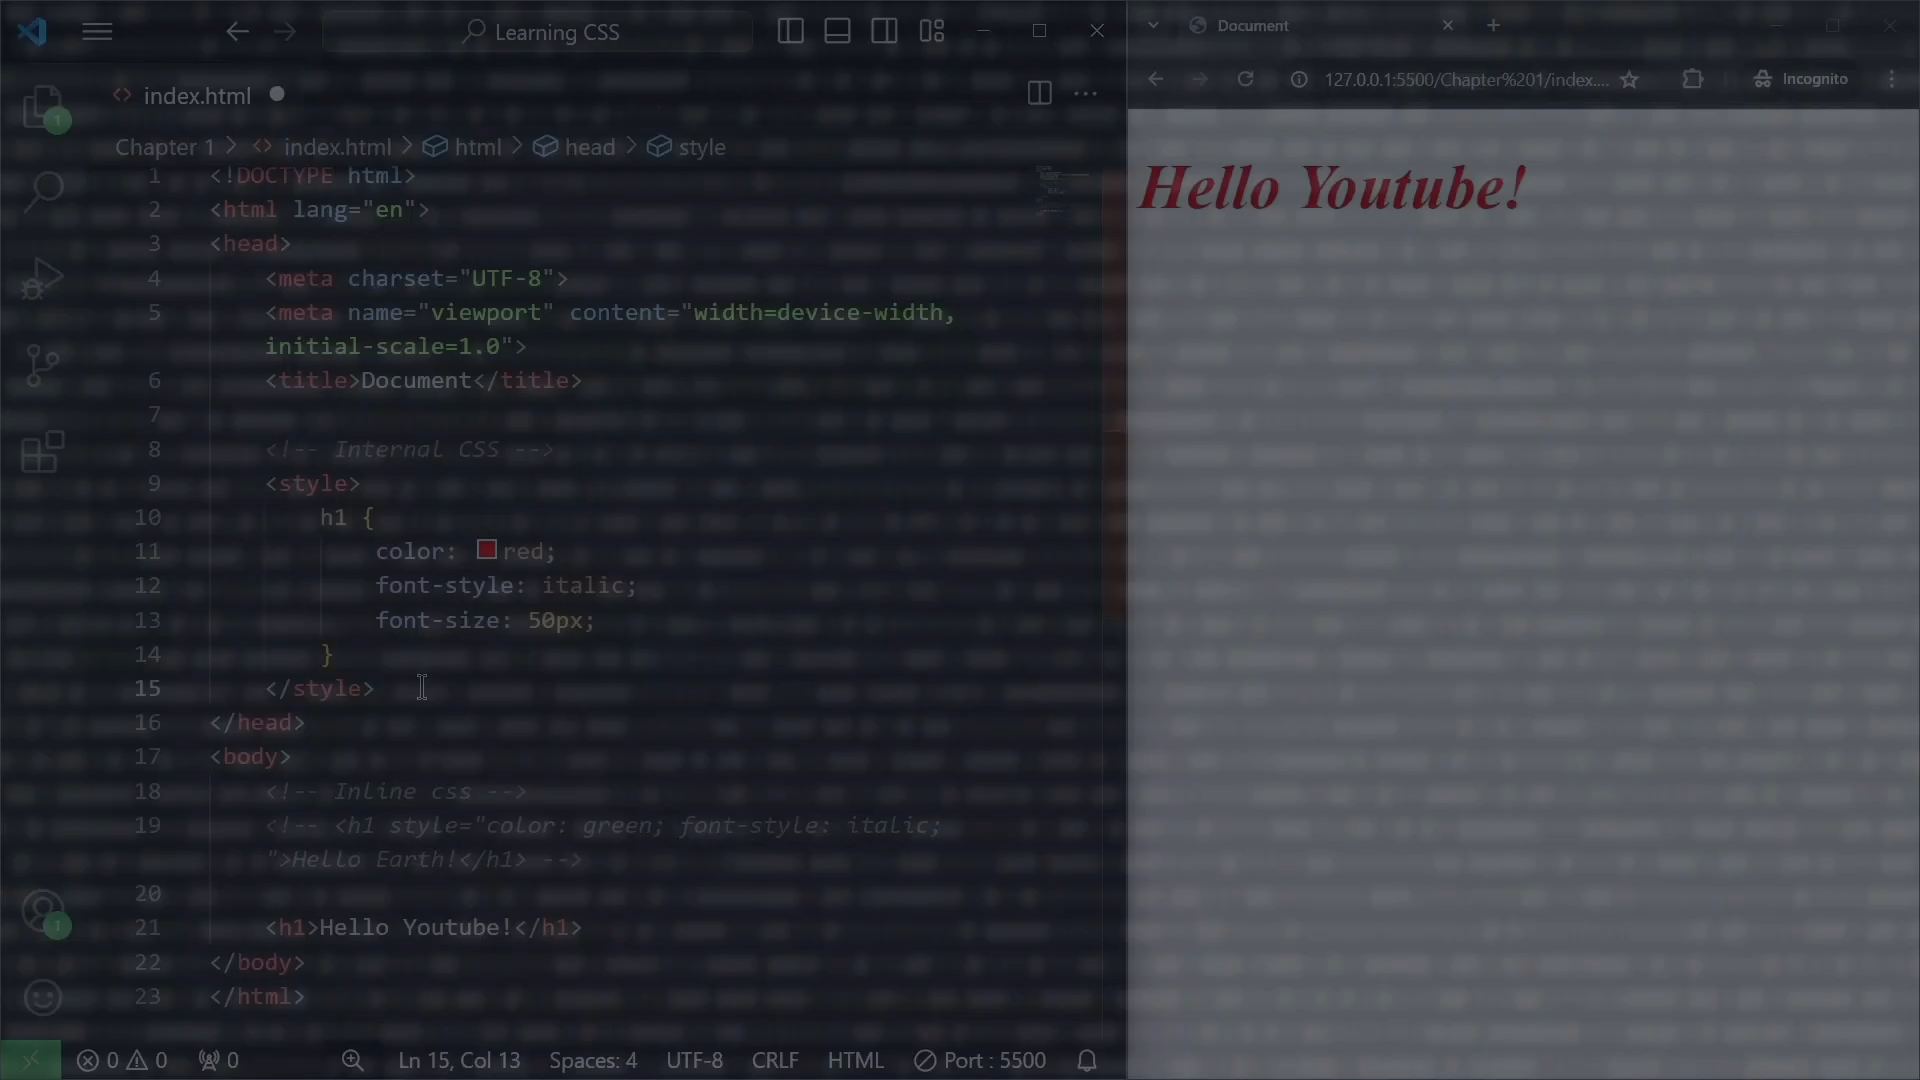 Learning CSS
index.html
Chapter 1 > index.html > html > head > style
1 <!DOCTYPE html>
2 <html lang="en">
3 <head>
4 <meta charset="UTF-8">
5 <meta name="viewport" content="width=device-width,
initial-scale=1.0">
6 <title>Document</title>
7
8 <!-- Internal CSS -->
9 <style>
10 h1 {
11 color: red;
12 font-style: italic;
13 font-size: 50px;
14 }
15 </style>
16 </head>
17 <body>
18 <!-- Inline css -->
19 <!-- <h1 style="color: green; font-style: italic;
">Hello Earth!</h1> -->
20
21 <h1>Hello Youtube!</h1>
22 </body>
23 </html>
1
1
0 0 0 Ln 15, Col 13 Spaces: 4 UTF-8 CRLF HTML Port : 5500
Document
127.0.0.1:5500/Chapter%201/index.... Incognito
Hello Youtube!